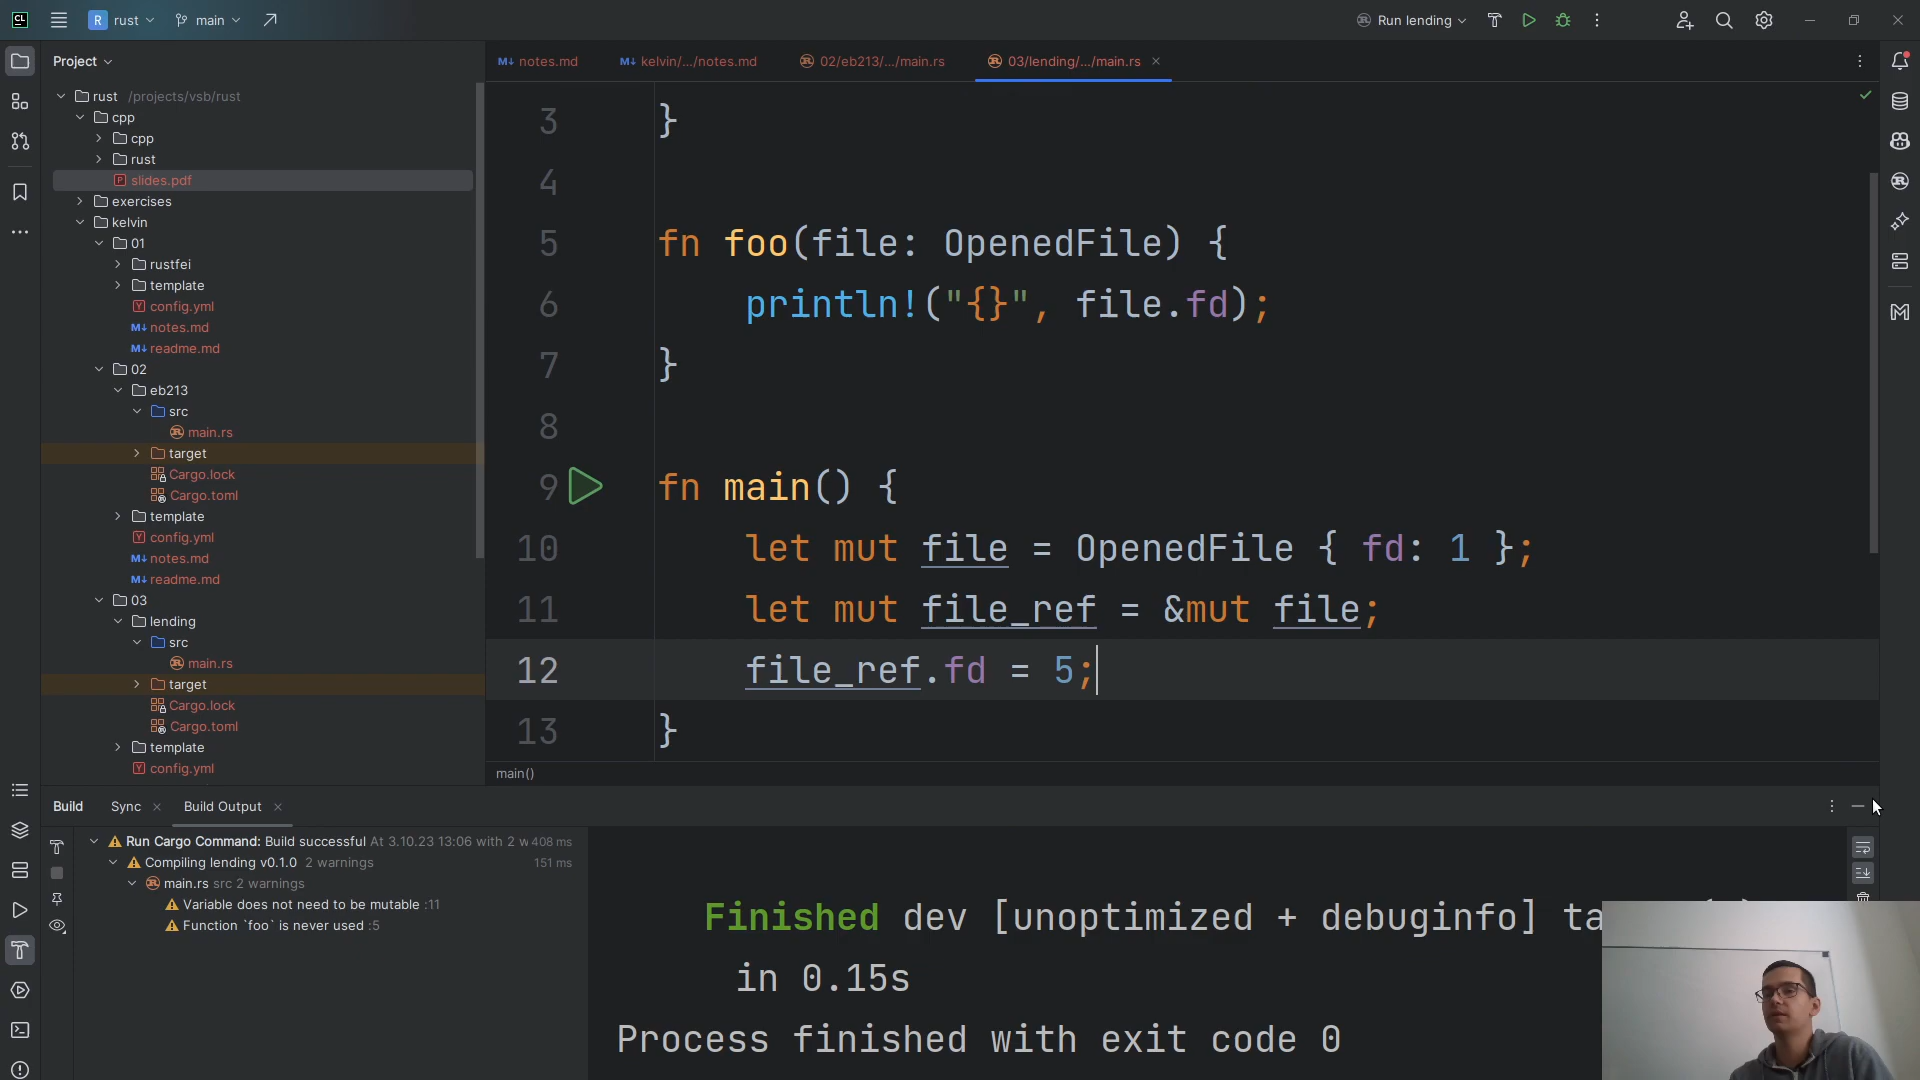 CL
R rust
main
Run lending
Project
notes.md
kelvin/.../notes.md
02/eb213/.../main.rs
03/lending/.../main.rs
rust /projects/vsb/rust
cpp
cpp
rust
slides.pdf
exercises
kelvin
01
rustfei
template
config.yml
notes.md
readme.md
02
eb213
src
main.rs
target
Cargo.lock
Cargo.toml
template
config.yml
notes.md
readme.md
03
lending
src
main.rs
target
Cargo.lock
Cargo.toml
template
config.yml
3 }
4
5 fn foo(file: OpenedFile) {
6 println!("{}", file.fd);
7 }
8
9 fn main() {
10 let mut file = OpenedFile { fd: 1 };
11 let mut file_ref = &mut file;
12 file_ref.fd = 5;
13 }
main()
Build
Sync
Build Output
Run Cargo Command: Build successful At 3.10.23 13:06 with 2 w 408 ms
Compiling lending v0.1.0 2 warnings 151 ms
main.rs src 2 warnings
Variable does not need to be mutable :11
Function `foo` is never used :5
Finished dev [unoptimized + debuginfo] ta
in 0.15s
Process finished with exit code 0